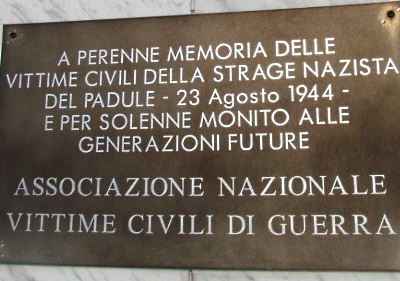 A PERENNE MEMORIA DELLE
VITTIME CIVILI DELLA STRAGE NAZISTA
DEL PADULE - 23 Agosto 1944 -
E PER SOLENNE MONITO ALLE
GENERAZIONI FUTURE
ASSOCIAZIONE NAZIONALE
VITTIME CIVILI DI GUERRA